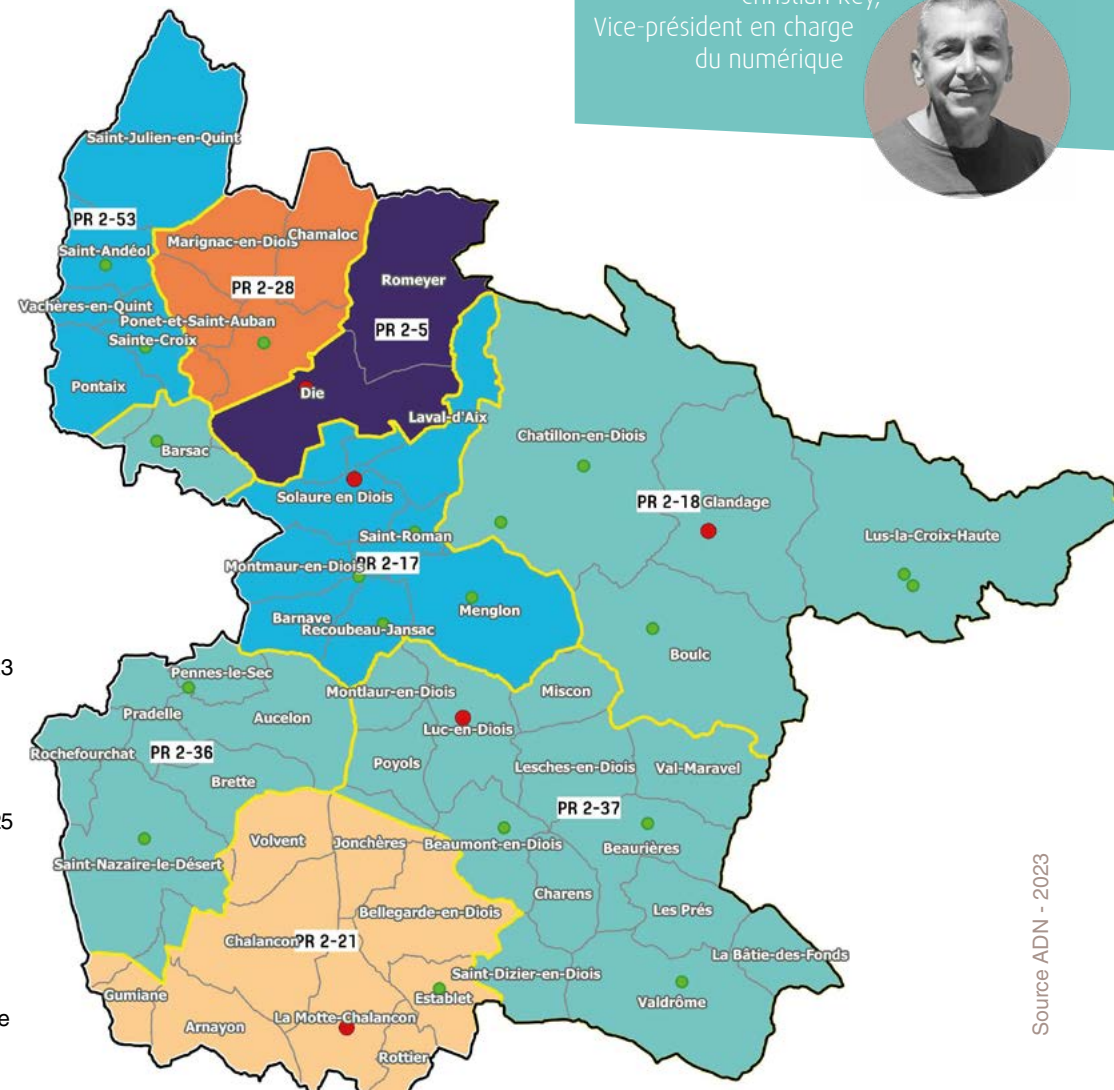 Christian Rey,
Vice-président en charge
du numérique
Saint-Julien-en-Quint
PR 2-53
Saint-Andéol
Marignac-en-Diois
Chamaloc
PR 2-28
Romeyer
PR 2-5
Vachères-en-Quint
Ponet-et-Saint-Auban
Sainte-Croix
Pontaix
Die
Laval-d'Aix
Barsac
Chatillon-en-Diois
Solaure en Diois
PR 2-18
Glandage
Saint-Roman
Lus-la-Croix-Haute
Montmaur-en-Diois
PR 2-17
Barnave
Recoubeau-Jansac
Menglon
Boulc
3
Pennes-le-Sec
Montlaur-en-Diois
Miscon
Pradelle
Aucelon
Luc-en-Diois
Rochefourchat
PR 2-36
Poyols
Lesches-en-Diois
Val-Maravel
Brette
PR 2-37
25
Volvent
Jonchères
Beaumont-en-Diois
Beaurières
Saint-Nazaire-le-Désert
Charens
Les Prés
Bellegarde-en-Diois
Chalancon
PR 2-21
La Bâtie-des-Fonds
Saint-Dizier-en-Diois
Gumiane
Establet
Valdrôme
La Motte-Chalancon
Arnayon
e
Rottier
Source ADN - 2023